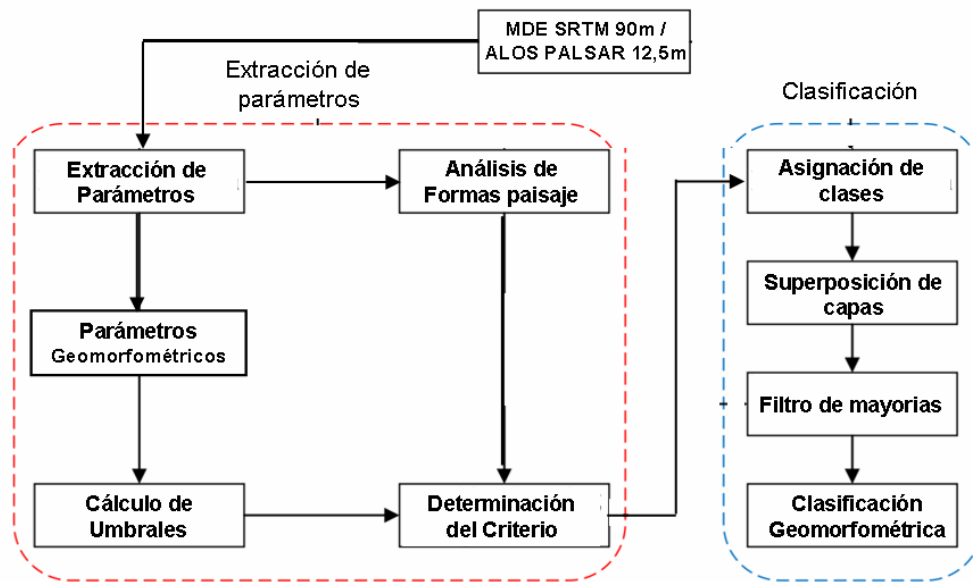 MDE SRTM 90m /
ALOS PALSAR 12,5m
Extracción de
parámetros
Clasificación
Extracción de
Parámetros
Análisis de
Formas paisaje
Asignación de
clases
Superposición de
capas
Parámetros
Geomorfométricos
Filtro de mayorias
Cálculo de
Umbrales
Determinación
del Criterio
Clasificación
Geomorfométrica